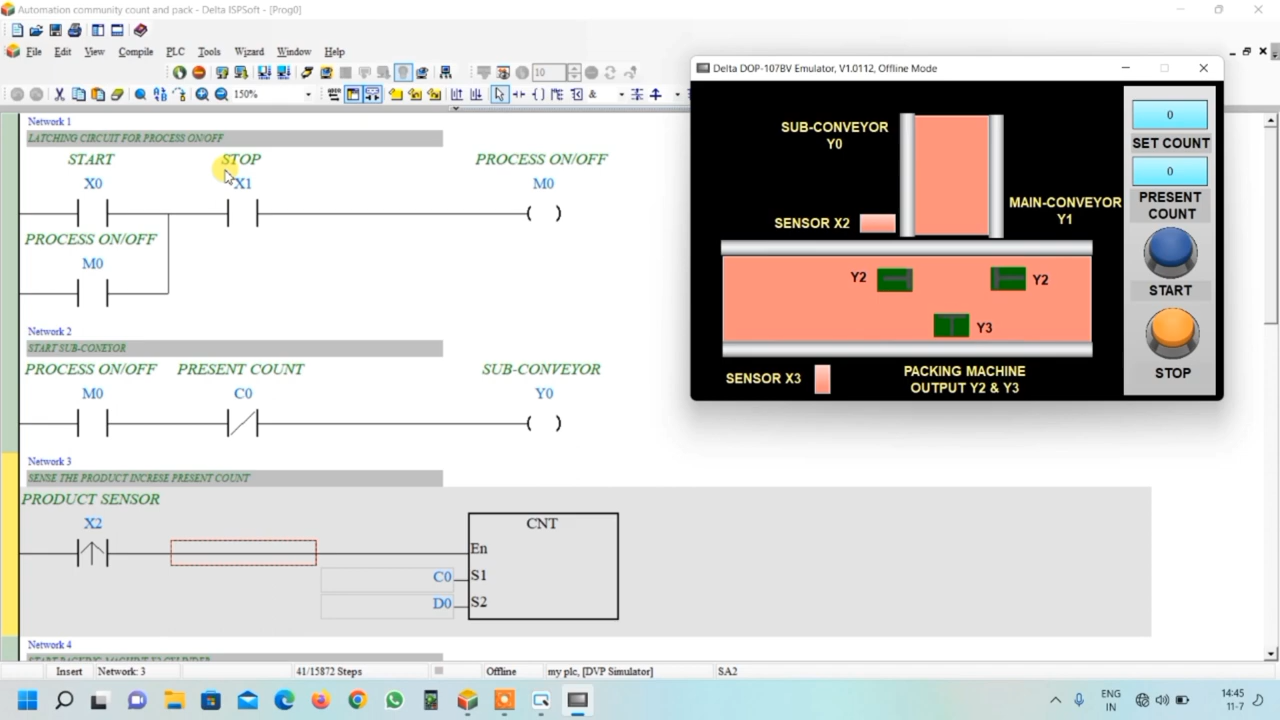 Automation community count and pack - Delta ISPSoft - [Prog0]
File Edit View Compile PLC Tools Wizard Window Help
10
150%
&
Network 1
LATCHING CIRCUIT FOR PROCESS ON/OFF
START STOP PROCESS ON/OFF
X0 X1 M0
PROCESS ON/OFF
M0
Network 2
START SUB-CONEYOR
PROCESS ON/OFF PRESENT COUNT SUB-CONVEYOR
M0 C0 Y0
Network 3
SENSE THE PRODUCT INCRESE PRESENT COUNT
PRODUCT SENSOR
X2 CNT
En
C0 S1
D0 S2
Network 4
Insert Network: 3 41/15872 Steps Offline my plc, [DVP Simulator] SA2
Delta DOP-107BV Emulator, V1.0112, Offline Mode
SUB-CONVEYOR
Y0
0
SET COUNT
0
PRESENT
COUNT
MAIN-CONVEYOR
Y1
SENSOR X2
Y2 Y2
START
Y3
SENSOR X3
PACKING MACHINE
OUTPUT Y2 & Y3
STOP
ENG
IN
14:45
11-7